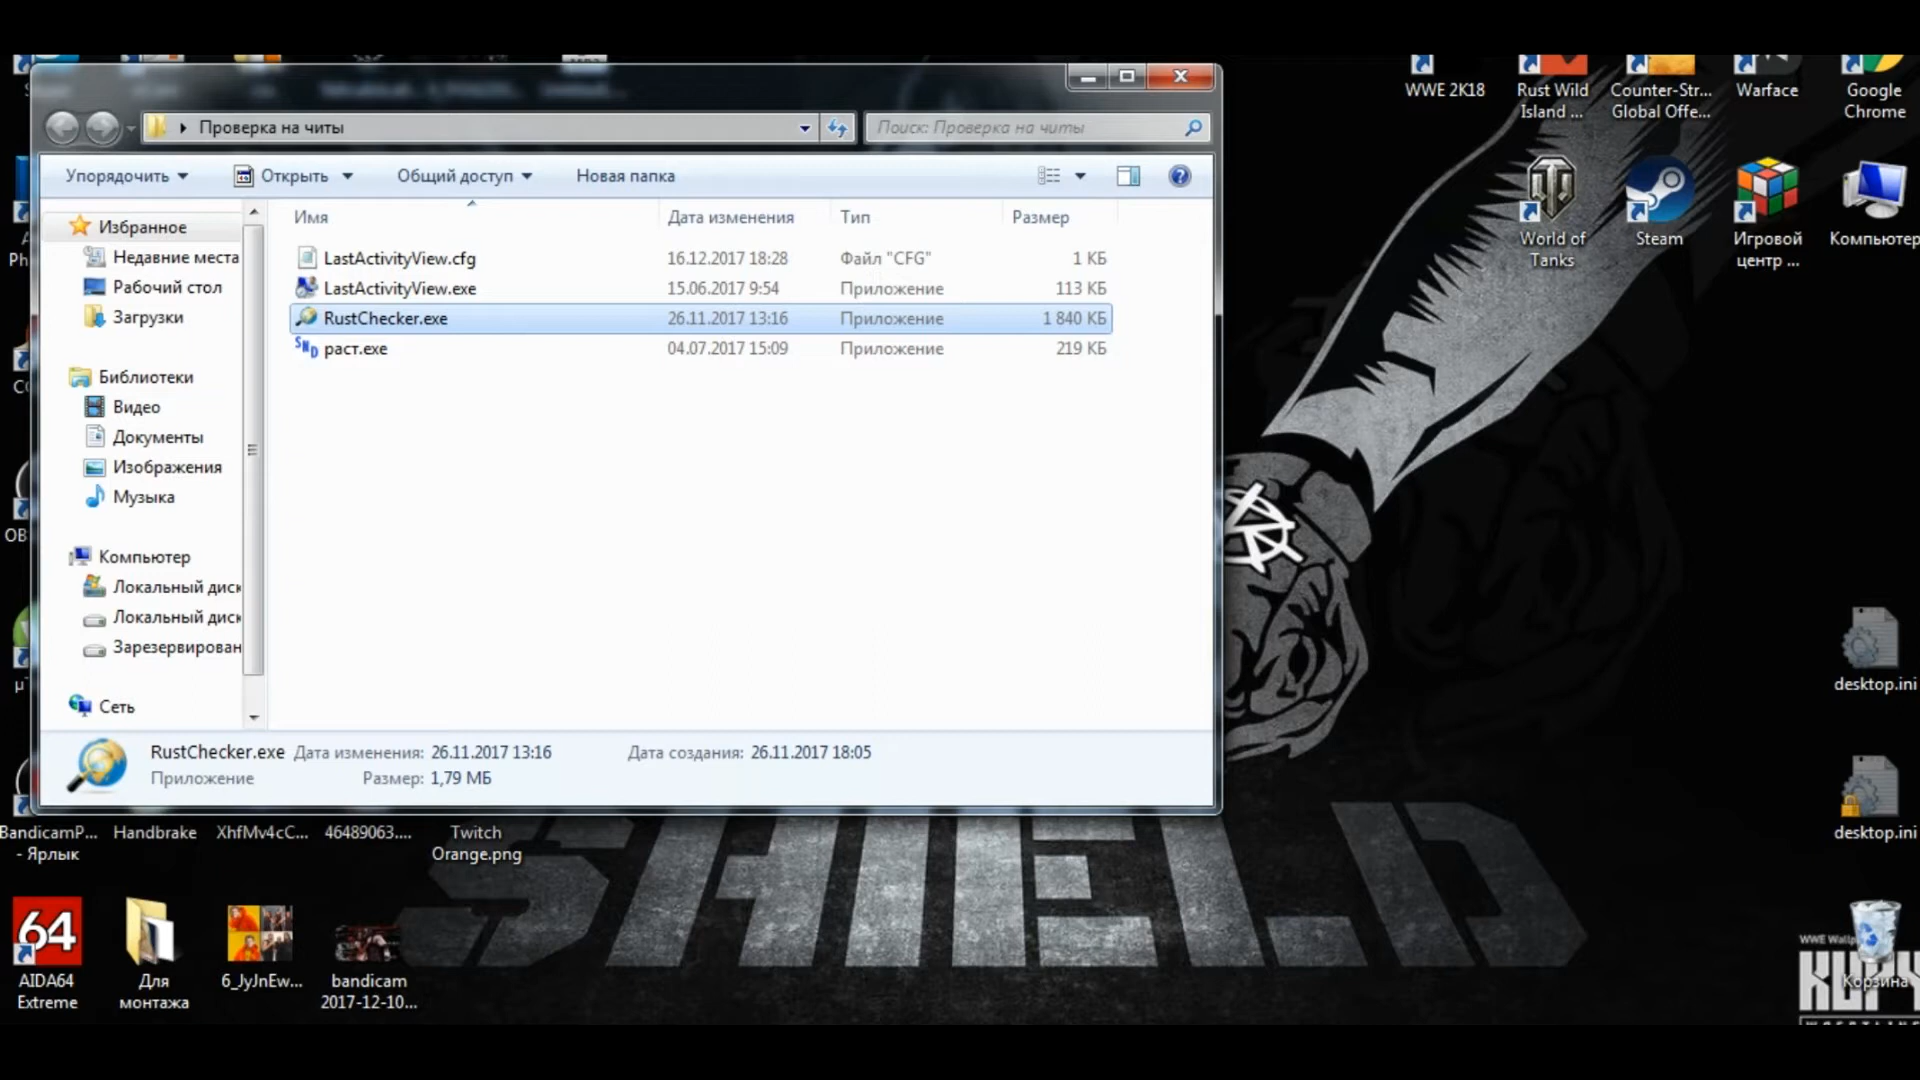 WWE 2K18
Rust Wild
Island ...
Counter-Str...
Global Offe...
Warface
Google
Chrome
Проверка на читы
Поиск: Проверка на читы
Упорядочить
Открыть
Общий доступ
Новая папка
Имя
Дата изменения
Тип
Размер
Избранное
Недавние места
Рабочий стол
Загрузки
Библиотеки
Видео
Документы
Изображения
Музыка
Компьютер
Локальный диск
Локальный диск
Зарезервирован
Сеть
LastActivityView.cfg 16.12.2017 18:28 Файл "CFG" 1 КБ
LastActivityView.exe 15.06.2017 9:54 Приложение 113 КБ
RustChecker.exe 26.11.2017 13:16 Приложение 1 840 КБ
раст.exe 04.07.2017 15:09 Приложение 219 КБ
RustChecker.exe Дата изменения: 26.11.2017 13:16 Дата создания: 26.11.2017 18:05
Приложение Размер: 1,79 МБ
World of
Tanks
Steam
Игровой
центр ...
Компьютер
desktop.ini
desktop.ini
BandicamP...
- Ярлык
Handbrake
XhfMv4cC...
46489063....
Twitch
Orange.png
SHIELD
64
AIDA64
Extreme
Для
монтажа
6_JyJnEw...
bandicam
2017-12-10...
Корзина